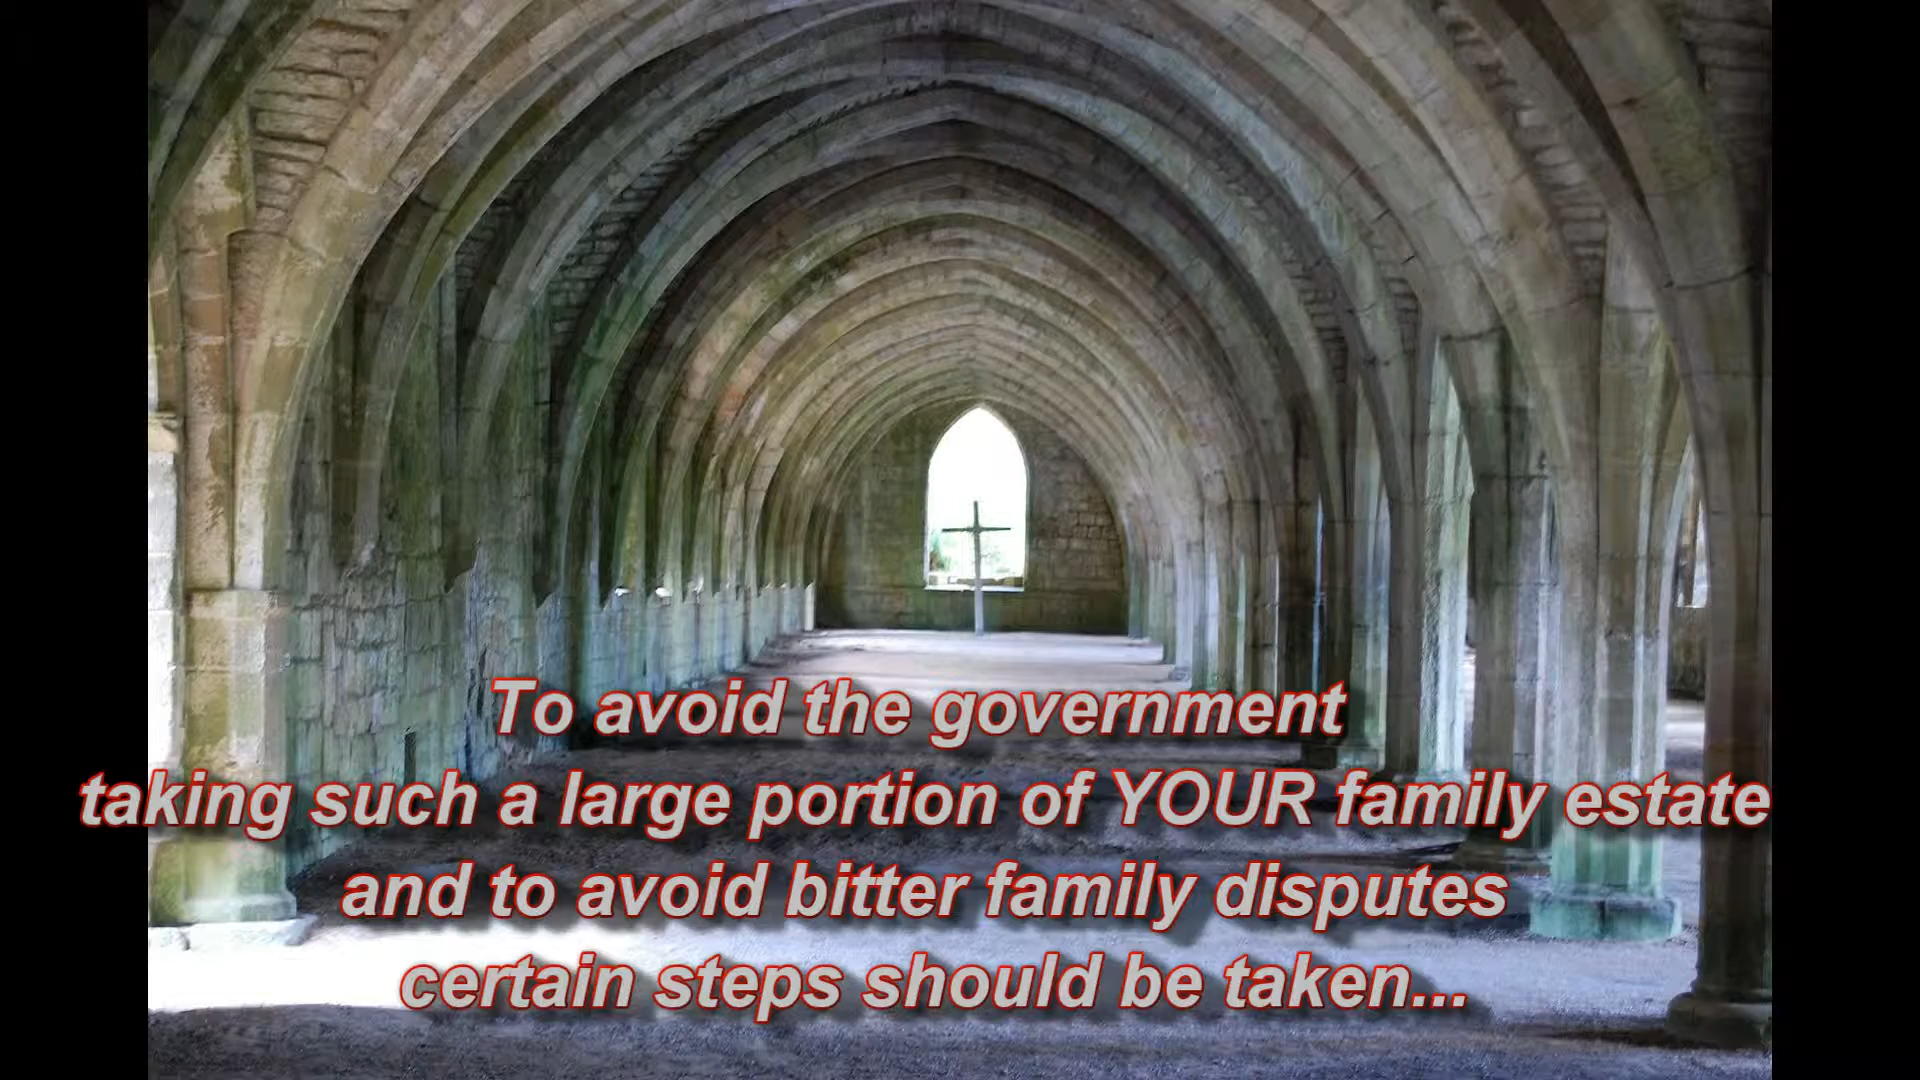 To avoid the government
taking such a large portion of YOUR family estate
and to avoid bitter family disputes
certain steps should be taken...